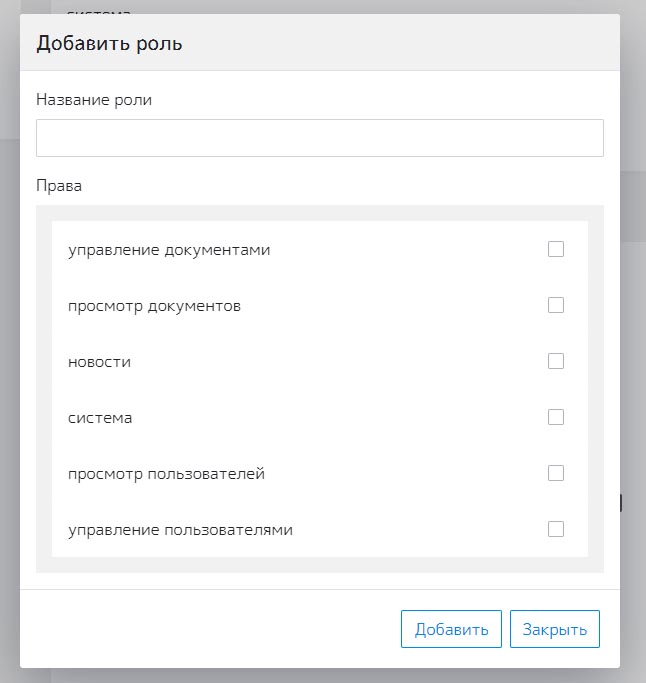 система
Добавить роль
Название роли
Права
управление документами
просмотр документов
новости
система
просмотр пользователей
управление пользователями
Добавить
Закрыть